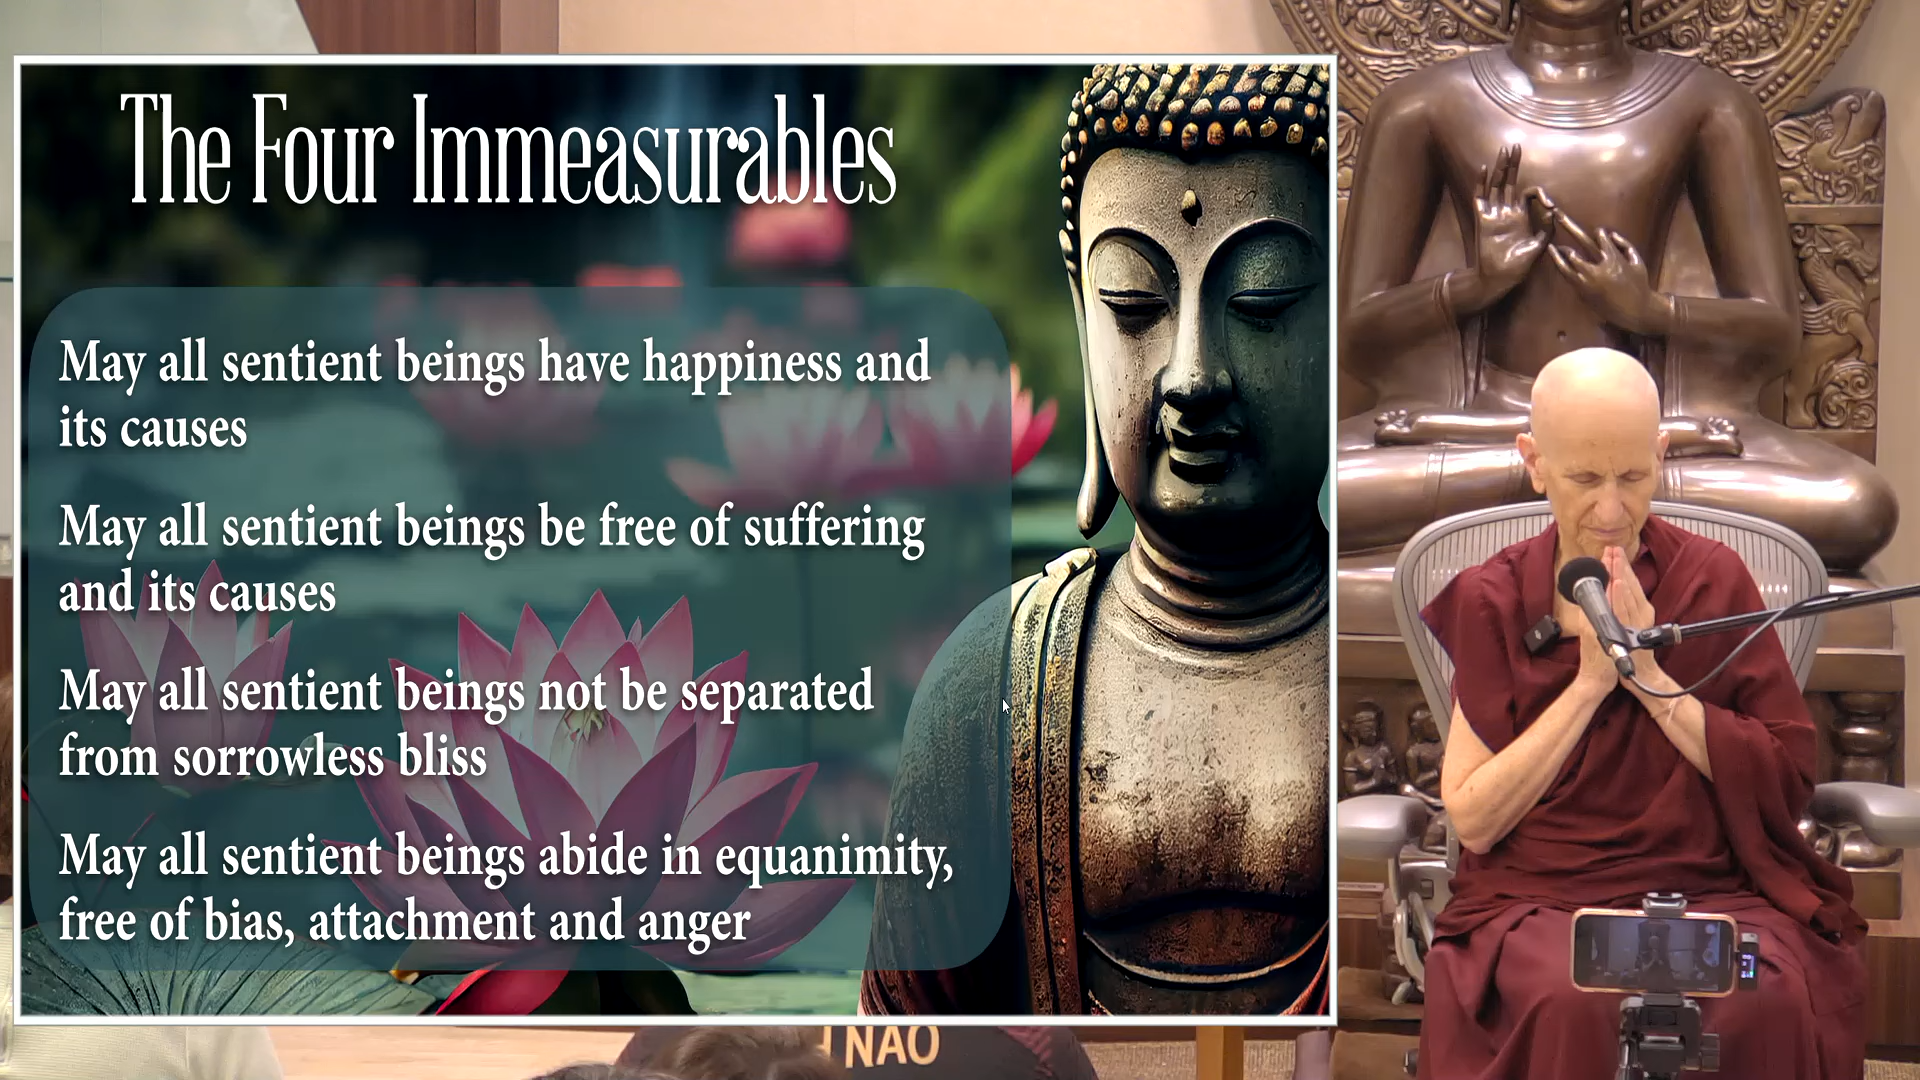 The Four Immeasurables
May all sentient beings have happiness and
its causes
May all sentient beings be free of suffering
and its causes
May all sentient beings not be separated
from sorrowless bliss
May all sentient beings abide in equanimity,
free of bias, attachment and anger
NAO